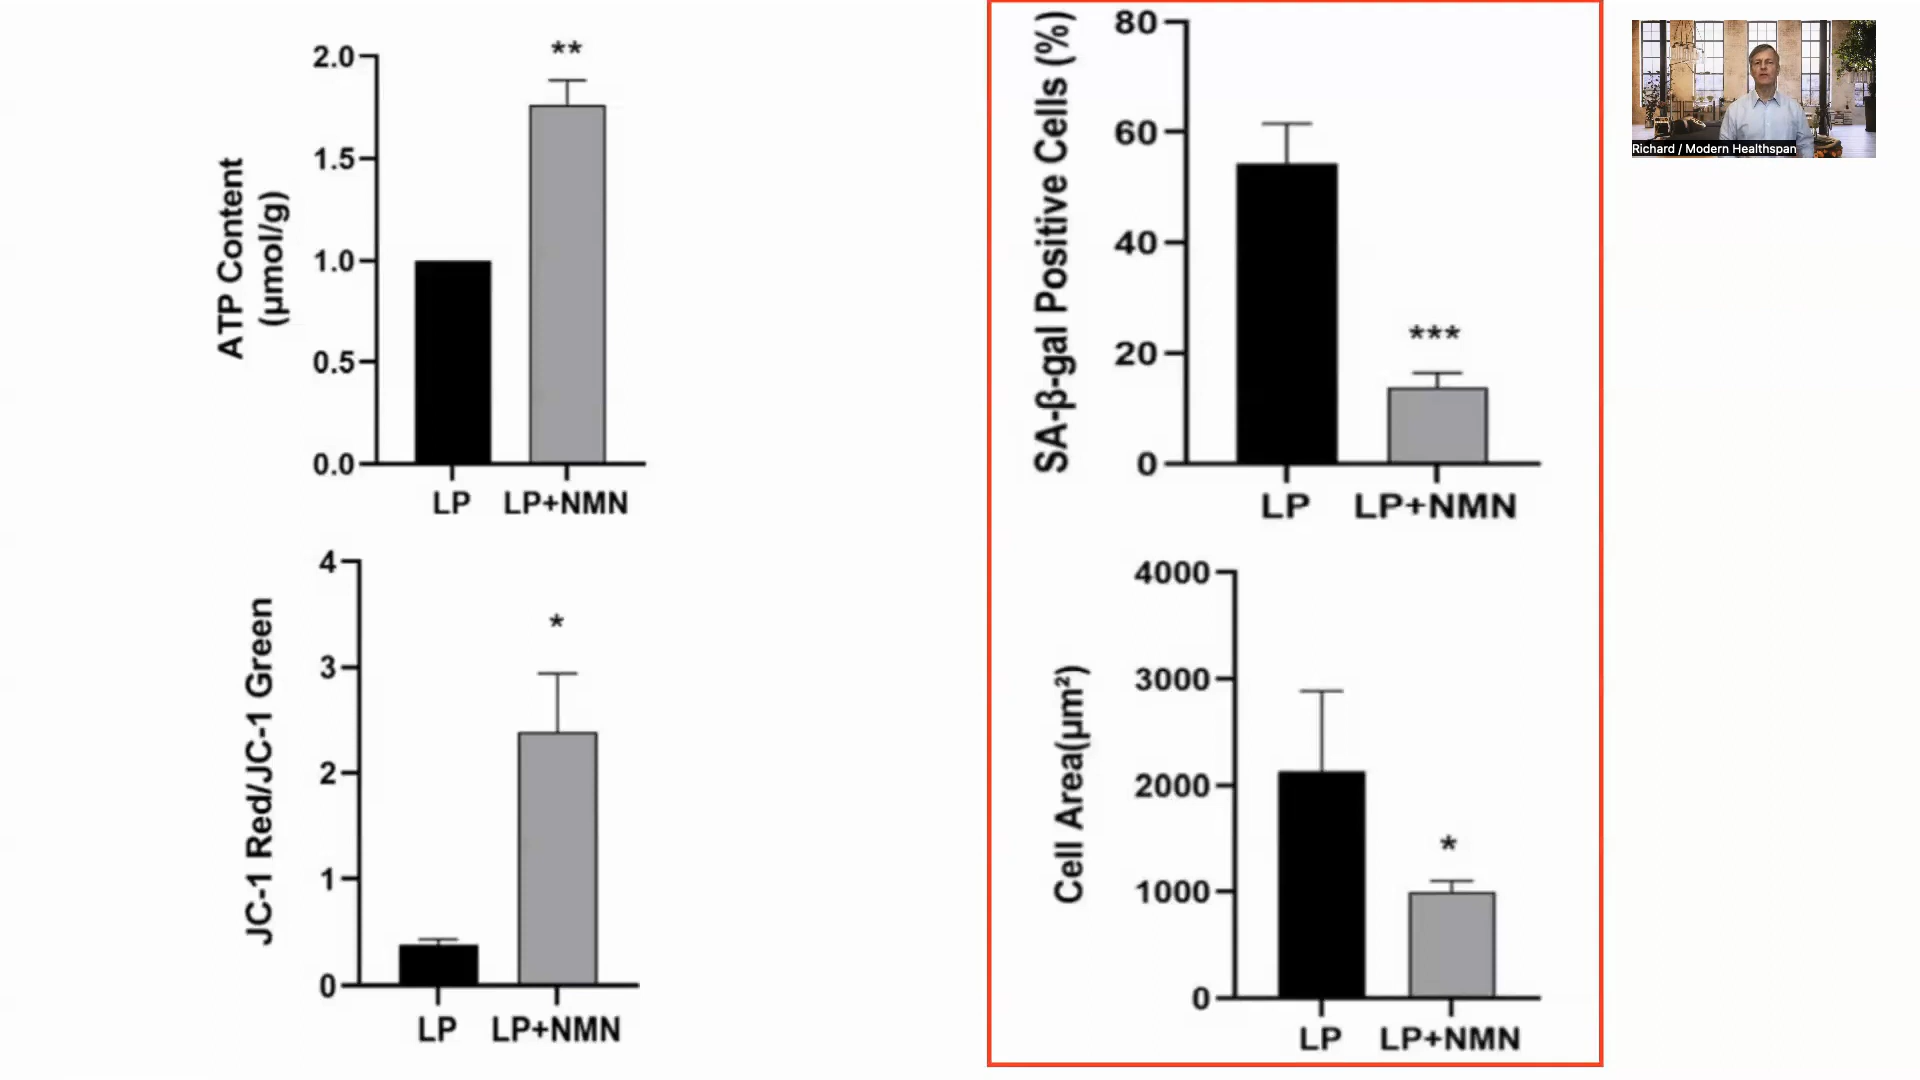 ATP Content
(μmol/g)
2.0
1.5
1.0
0.5
0.0
**
LP LP+NMN
SA-β-gal Positive Cells (%)
80
60
40
20
0
***
LP LP+NMN
Richard / Modern Healthspan
JC-1 Red/JC-1 Green
4
3
2
1
0
*
LP LP+NMN
Cell Area(μm²)
4000
3000
2000
1000
0
*
LP LP+NMN